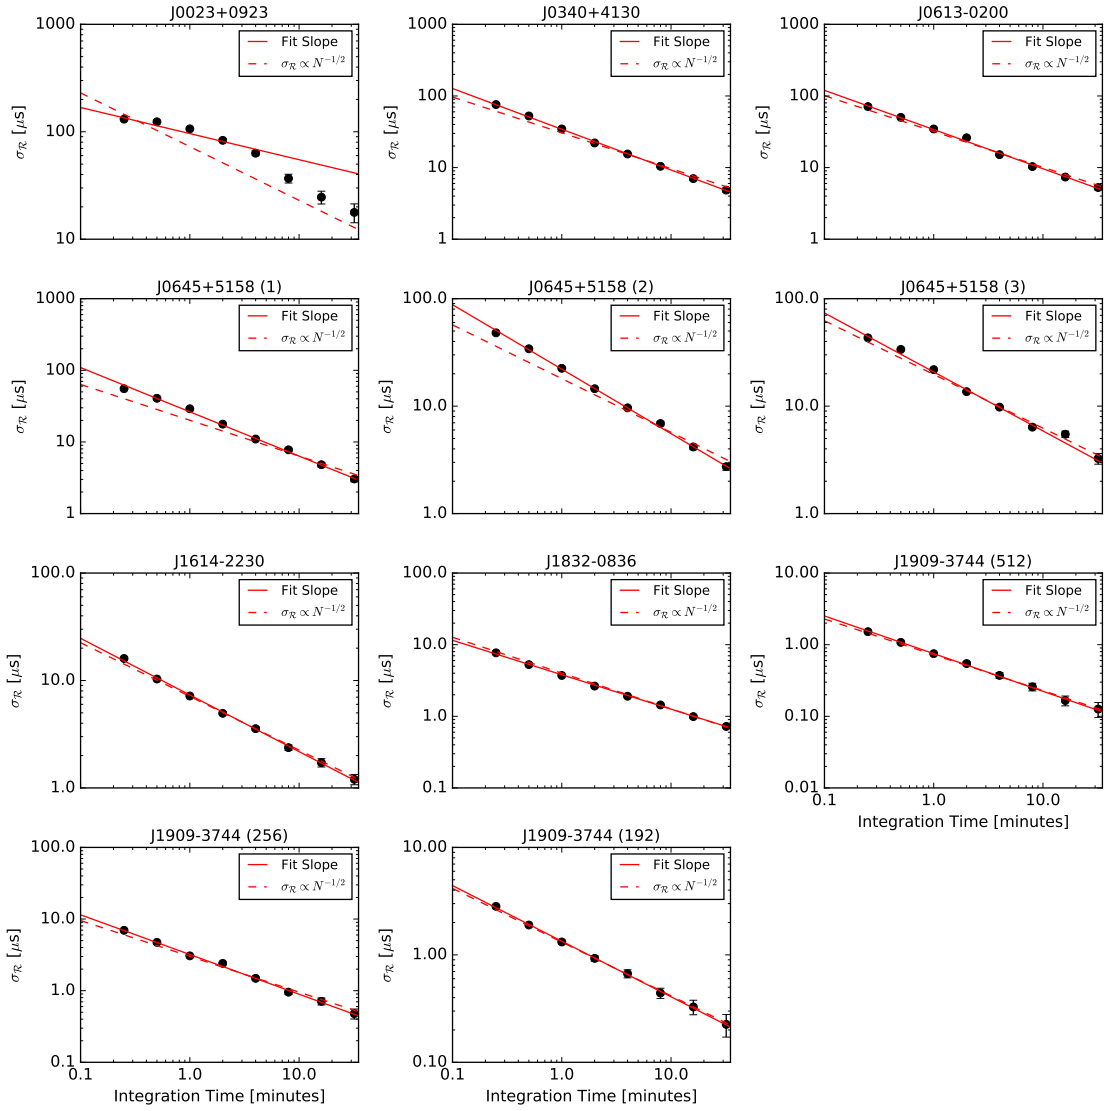 J0023+0923
1000
100
10
σ_ℛ [μs]
Fit Slope
σ_ℛ ∝ N^{-1/2}
J0340+4130
1000
100
10
1
σ_ℛ [μs]
Fit Slope
σ_ℛ ∝ N^{-1/2}
J0613-0200
1000
100
10
1
σ_ℛ [μs]
Fit Slope
σ_ℛ ∝ N^{-1/2}
J0645+5158 (1)
1000
100
10
1
σ_ℛ [μs]
Fit Slope
σ_ℛ ∝ N^{-1/2}
J0645+5158 (2)
100.0
10.0
1.0
σ_ℛ [μs]
Fit Slope
σ_ℛ ∝ N^{-1/2}
J0645+5158 (3)
100.0
10.0
1.0
σ_ℛ [μs]
Fit Slope
σ_ℛ ∝ N^{-1/2}
J1614-2230
100.0
10.0
1.0
σ_ℛ [μs]
Fit Slope
σ_ℛ ∝ N^{-1/2}
J1832-0836
100.0
10.0
1.0
0.1
σ_ℛ [μs]
Fit Slope
σ_ℛ ∝ N^{-1/2}
J1909-3744 (512)
10.00
1.00
0.10
0.01
σ_ℛ [μs]
Fit Slope
σ_ℛ ∝ N^{-1/2}
0.1 1.0 10.0
Integration Time [minutes]
J1909-3744 (256)
100.0
10.0
1.0
0.1
σ_ℛ [μs]
Fit Slope
σ_ℛ ∝ N^{-1/2}
0.1 1.0 10.0
Integration Time [minutes]
J1909-3744 (192)
10.00
1.00
0.10
σ_ℛ [μs]
Fit Slope
σ_ℛ ∝ N^{-1/2}
0.1 1.0 10.0
Integration Time [minutes]